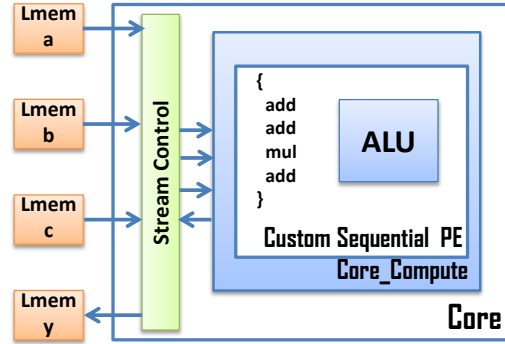 Lmem
a
Lmem
b
Lmem
c
Lmem
y
Stream Control
{
add
add
mul
add
}
ALU
Custom Sequential PE
Core_Compute
Core